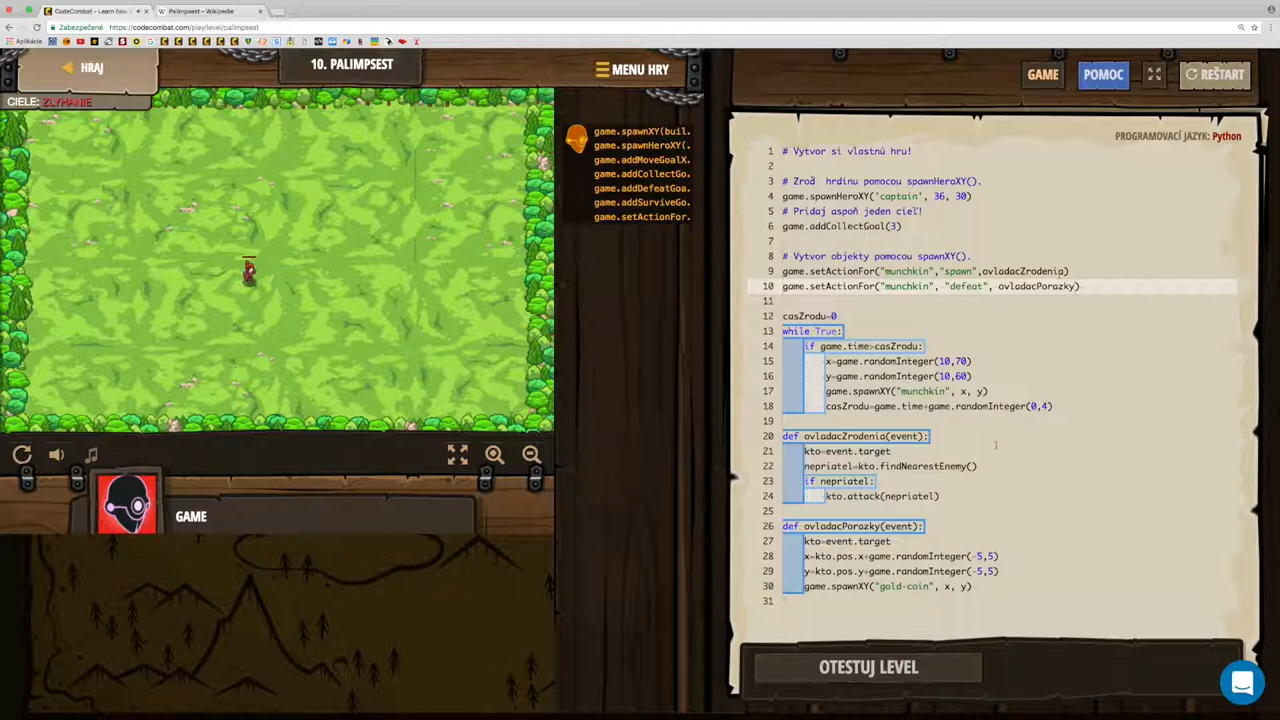 CodeCombat - Learn how
Palimpsest – Wikipedie
Zabezpečené
https://codecombat.com/play/level/palimpsest
Aplikácie
HRAJ
10. PALIMPSEST
MENU HRY
GAME
POMOC
REŠTART
CIELE: ZLYHANIE
game.spawnXY(buil.
game.spawnHeroXY(.
game.addMoveGoalX.
game.addCollectGo.
game.addDefeatGoa.
game.addSurviveGo.
game.setActionFor.
PROGRAMOVACÍ JAZYK: Python
1 # Vytvor si vlastnú hru!
2
3 # Zroď hrdinu pomocou spawnHeroXY().
4 game.spawnHeroXY('captain', 36, 30)
5 # Pridaj aspoň jeden cieľ!
6 game.addCollectGoal(3)
7
8 # Vytvor objekty pomocou spawnXY().
9 game.setActionFor("munchkin","spawn",ovladacZrodenia)
10 game.setActionFor("munchkin", "defeat", ovladacPorazky)
11
12 casZrodu=0
13 while True:
14 if game.time>casZrodu:
15 x=game.randomInteger(10,70)
16 y=game.randomInteger(10,60)
17 game.spawnXY("munchkin", x, y)
18 casZrodu=game.time+game.randomInteger(0,4)
19
20 def ovladacZrodenia(event):
21 kto=event.target
22 nepriatel=kto.findNearestEnemy()
23 if nepriatel:
24 kto.attack(nepriatel)
25
26 def ovladacPorazky(event):
27 kto=event.target
28 x=kto.pos.x+game.randomInteger(-5,5)
29 y=kto.pos.y+game.randomInteger(-5,5)
30 game.spawnXY("gold-coin", x, y)
31
GAME
OTESTUJ LEVEL